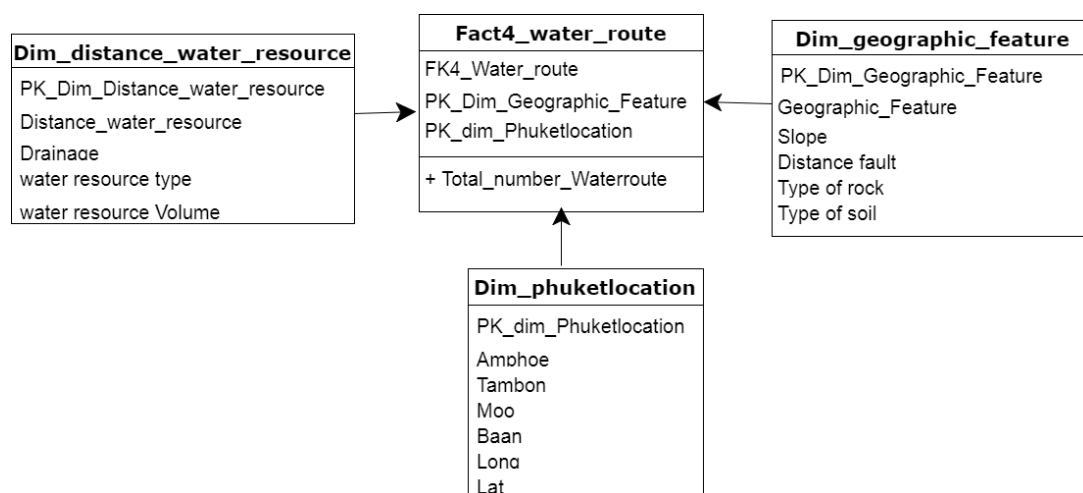 Dim_distance_water_resource
PK_Dim_Distance_water_resource
Distance_water_resource
Drainage
water resource type
water resource Volume
Fact4_water_route
FK4_Water_route
PK_Dim_Geographic_Feature
PK_dim_Phuketlocation
+ Total_number_Waterroute
Dim_geographic_feature
PK_Dim_Geographic_Feature
Geographic_Feature
Slope
Distance fault
Type of rock
Type of soil
Dim_phuketlocation
PK_dim_Phuketlocation
Amphoe
Tambon
Moo
Baan
Long
Lat